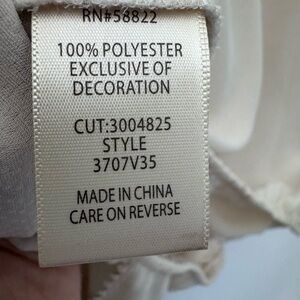 RN#58822
100% POLYESTER
EXCLUSIVE OF
DECORATION
CUT:3004825
STYLE
3707V35
MADE IN CHINA
CARE ON REVERSE